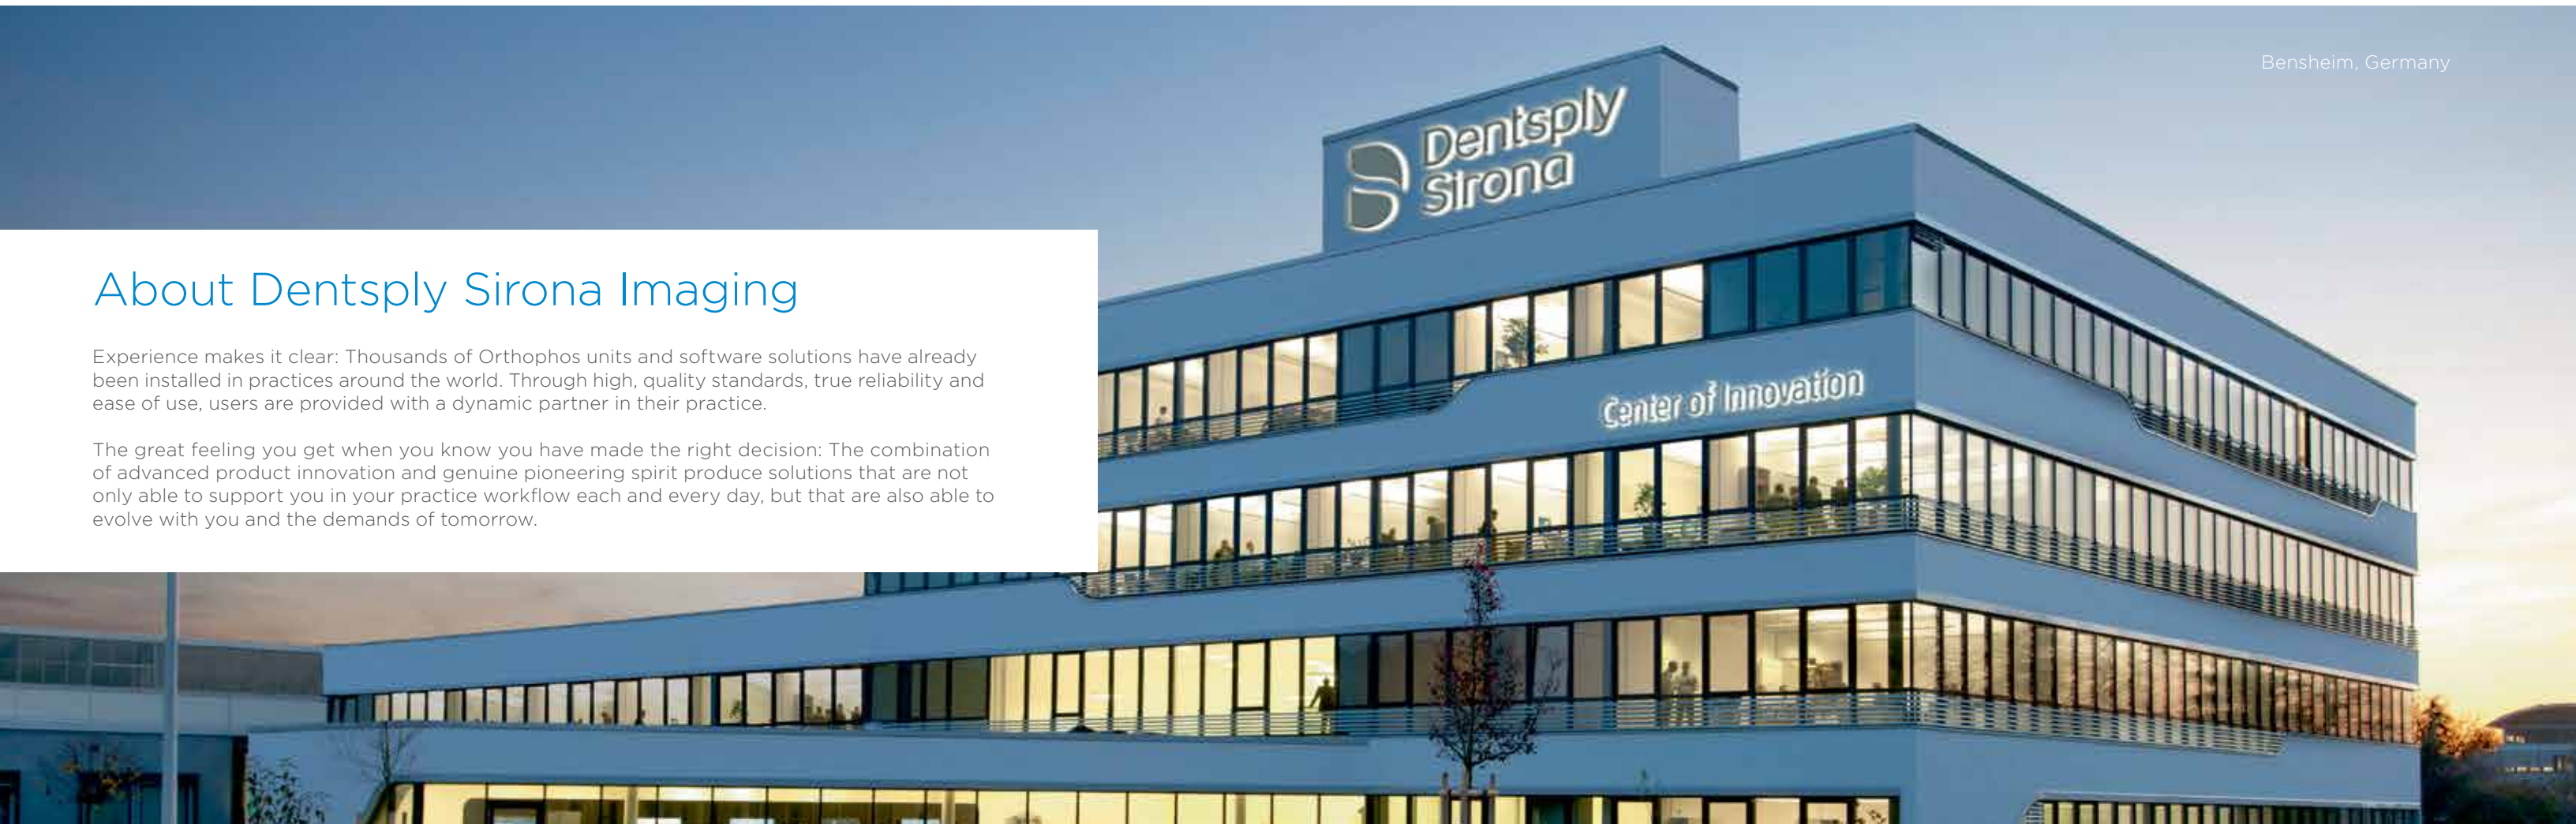 Bensheim, Germany
Dentsply
Sirona
Center of Innovation
About Dentsply Sirona Imaging
Experience makes it clear: Thousands of Orthophos units and software solutions have already
been installed in practices around the world. Through high, quality standards, true reliability and
ease of use, users are provided with a dynamic partner in their practice.
The great feeling you get when you know you have made the right decision: The combination
of advanced product innovation and genuine pioneering spirit produce solutions that are not
only able to support you in your practice workflow each and every day, but that are also able to
evolve with you and the demands of tomorrow.